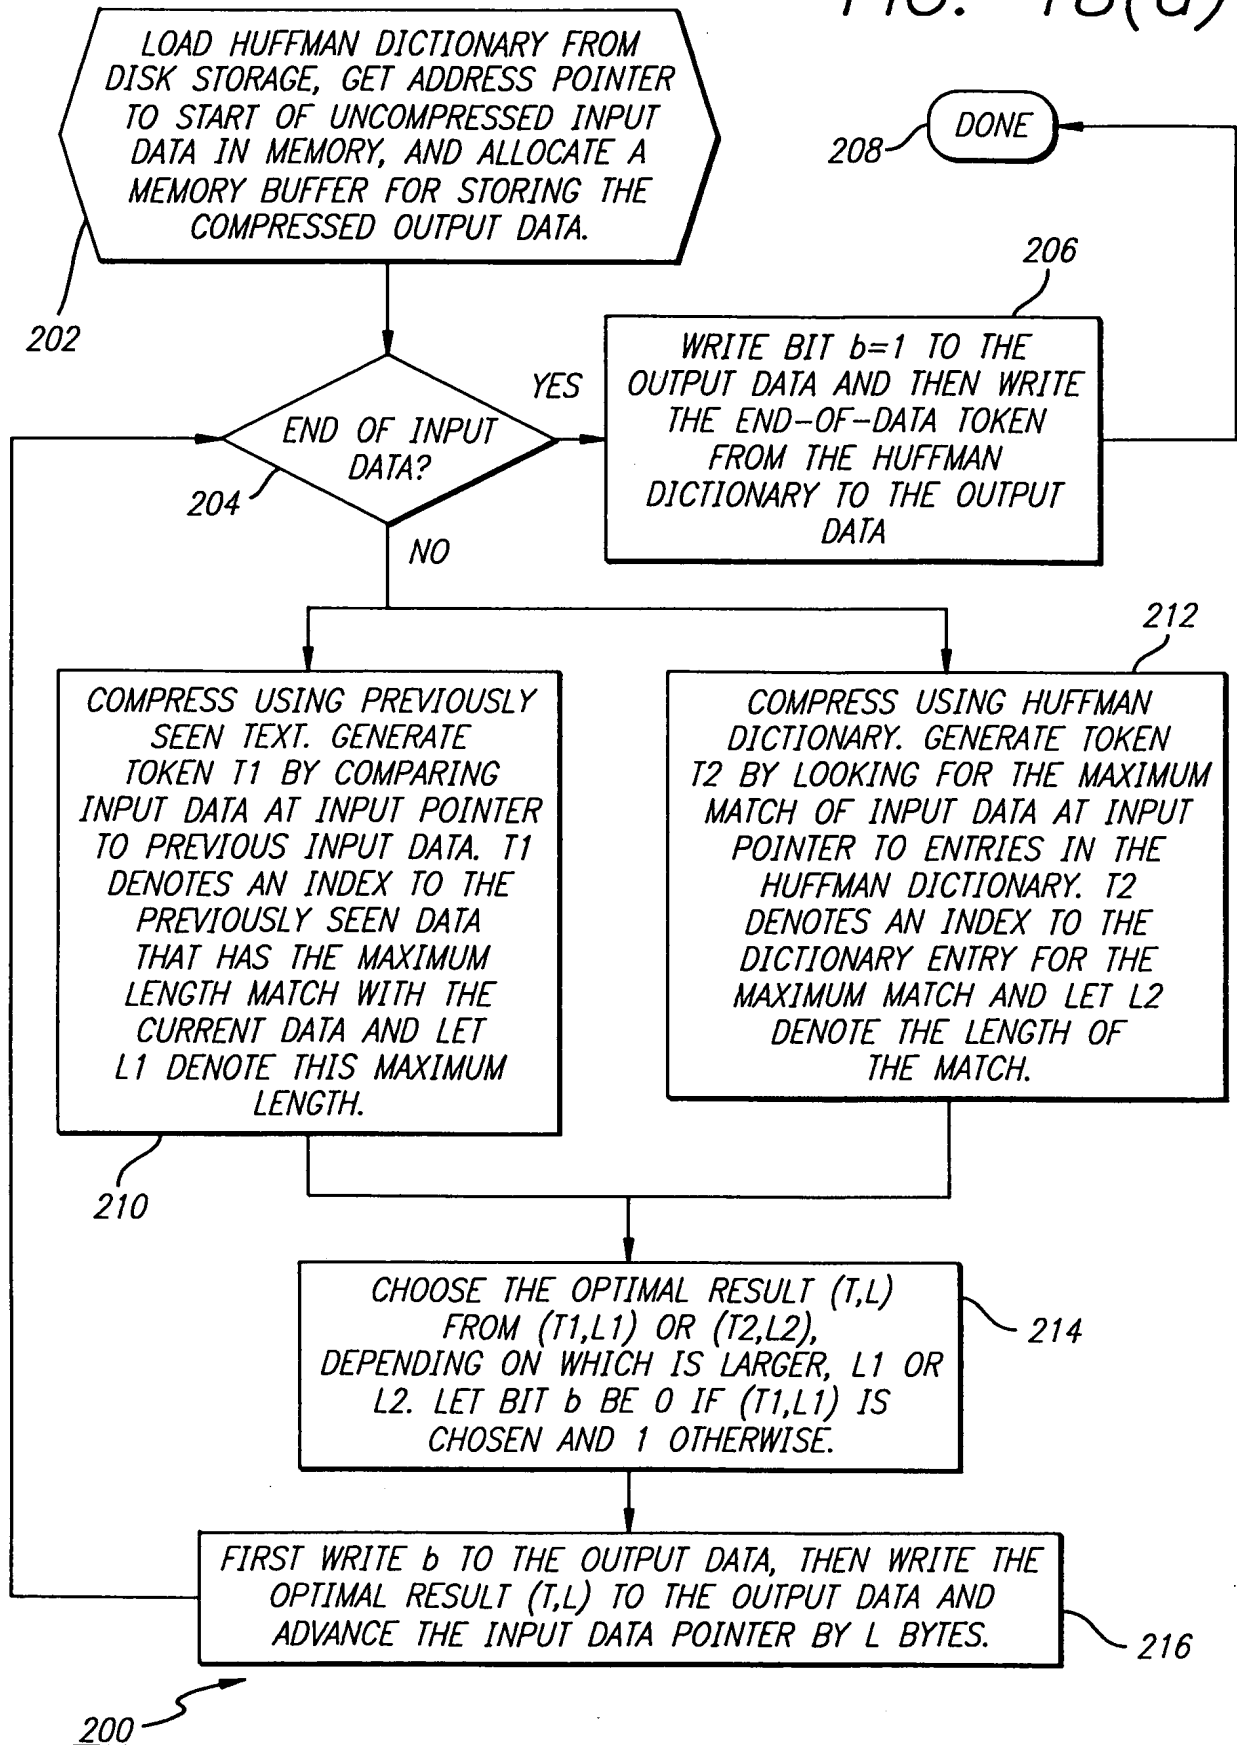 LOAD HUFFMAN DICTIONARY FROM
DISK STORAGE, GET ADDRESS POINTER
TO START OF UNCOMPRESSED INPUT
DATA IN MEMORY, AND ALLOCATE A
MEMORY BUFFER FOR STORING THE
COMPRESSED OUTPUT DATA.
202
DONE
208
206
END OF INPUT
DATA?
204
YES
NO
WRITE BIT b=1 TO THE
OUTPUT DATA AND THEN WRITE
THE END-OF-DATA TOKEN
FROM THE HUFFMAN
DICTIONARY TO THE OUTPUT
DATA
COMPRESS USING PREVIOUSLY
SEEN TEXT. GENERATE
TOKEN T1 BY COMPARING
INPUT DATA AT INPUT POINTER
TO PREVIOUS INPUT DATA. T1
DENOTES AN INDEX TO THE
PREVIOUSLY SEEN DATA
THAT HAS THE MAXIMUM
LENGTH MATCH WITH THE
CURRENT DATA AND LET
L1 DENOTE THIS MAXIMUM
LENGTH.
210
212
COMPRESS USING HUFFMAN
DICTIONARY. GENERATE TOKEN
T2 BY LOOKING FOR THE MAXIMUM
MATCH OF INPUT DATA AT INPUT
POINTER TO ENTRIES IN THE
HUFFMAN DICTIONARY. T2
DENOTES AN INDEX TO THE
DICTIONARY ENTRY FOR THE
MAXIMUM MATCH AND LET L2
DENOTE THE LENGTH OF
THE MATCH.
CHOOSE THE OPTIMAL RESULT (T,L)
FROM (T1,L1) OR (T2,L2),
DEPENDING ON WHICH IS LARGER, L1 OR
L2. LET BIT b BE 0 IF (T1,L1) IS
CHOSEN AND 1 OTHERWISE.
214
FIRST WRITE b TO THE OUTPUT DATA, THEN WRITE THE
OPTIMAL RESULT (T,L) TO THE OUTPUT DATA AND
ADVANCE THE INPUT DATA POINTER BY L BYTES.
216
200